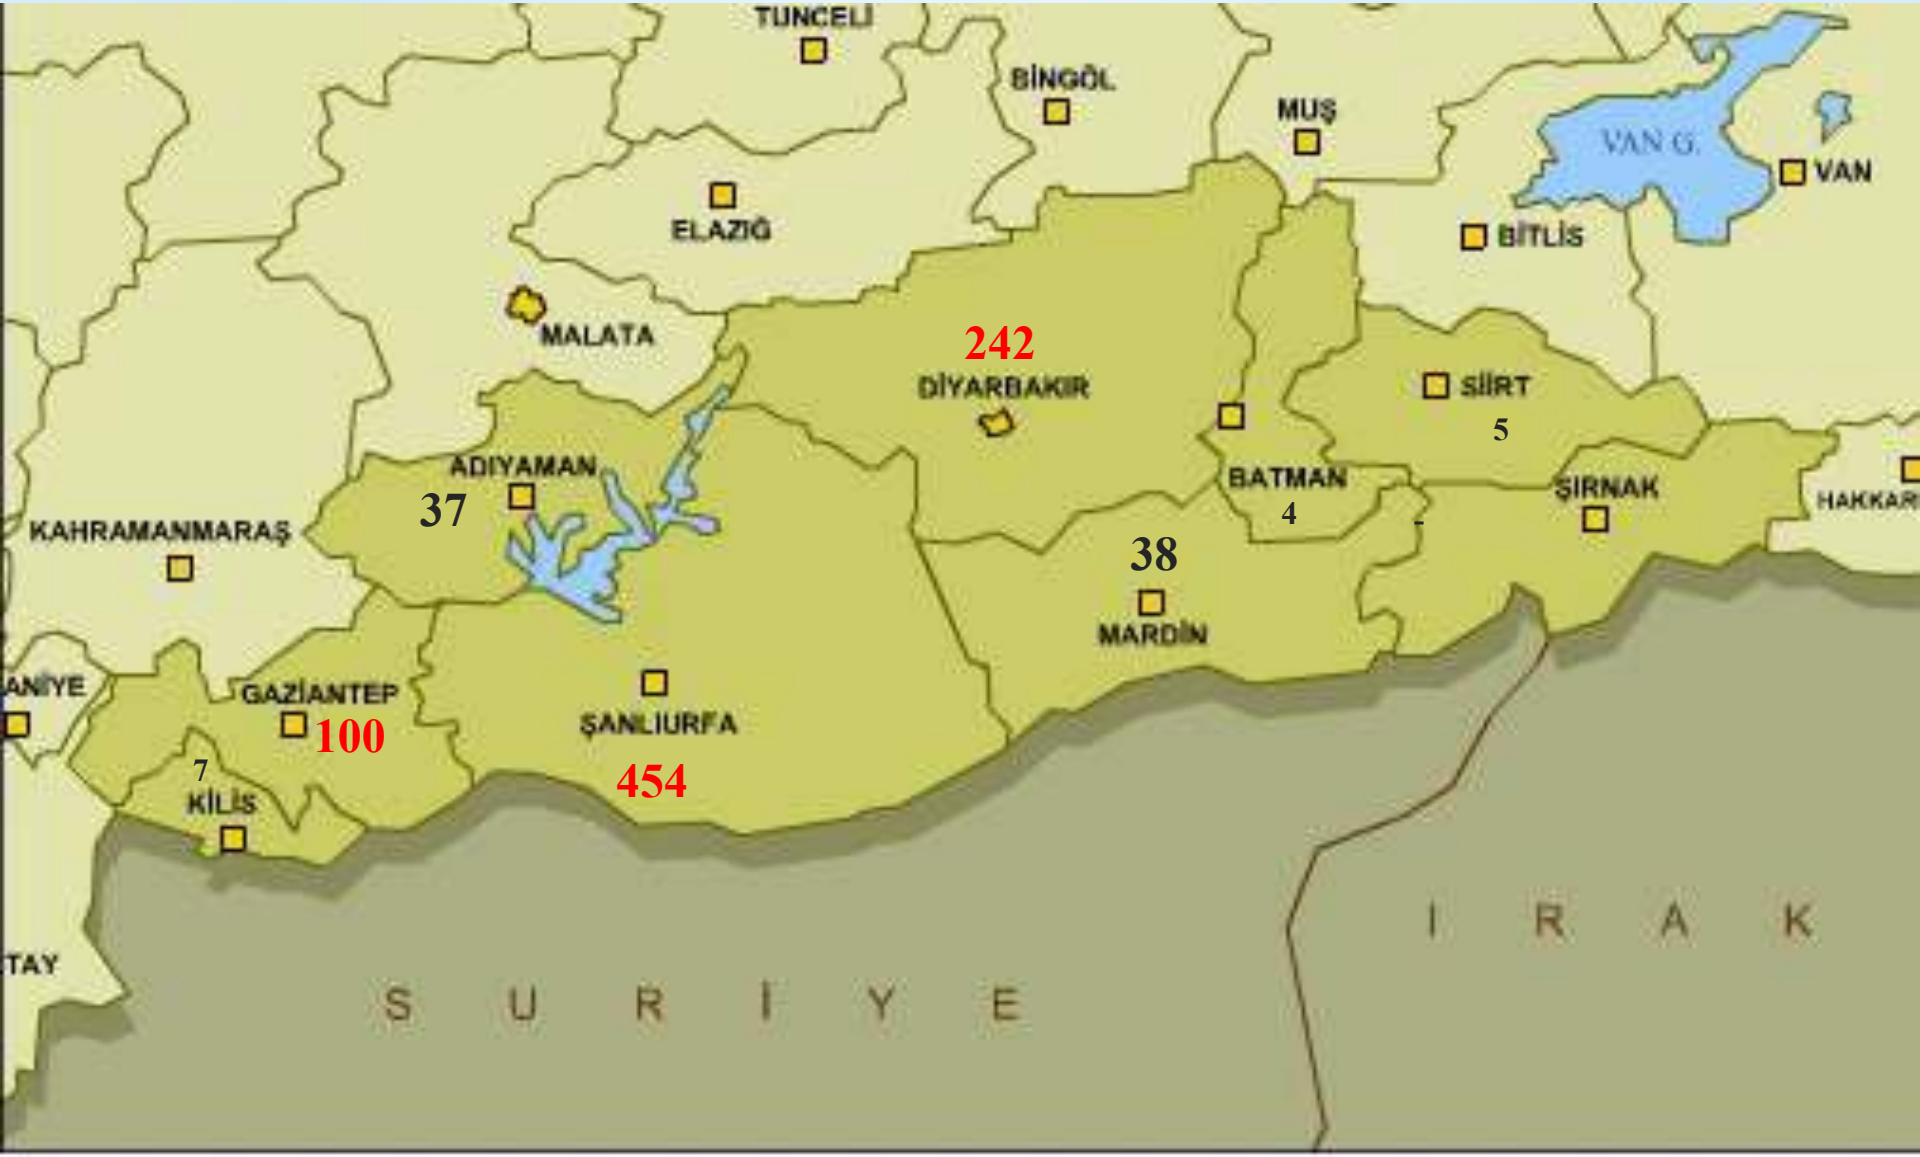 TUNCELİ
BİNGÖL
MUŞ
VAN G.
VAN
ELAZIĞ
BİTLİS
MALATA
242
DİYARBAKIR
SİİRT
5
ADIYAMAN
37
BATMAN
4
ŞIRNAK
-
HAKKARİ
KAHRAMANMARAŞ
38
MARDİN
ANİYE
GAZİANTEP
100
ŞANLIURFA
454
7
KİLİS
I R A K
TAY
S U R İ Y E